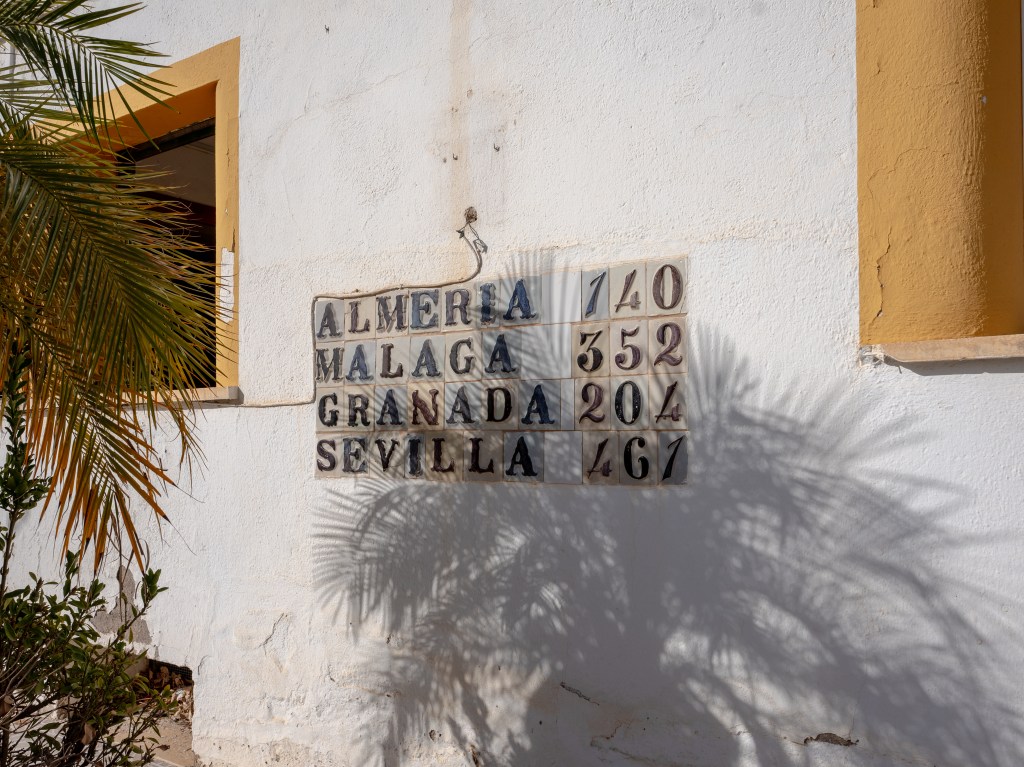 ALMERIA 140
MALAGA 352
GRANADA 204
SEVILLA 461